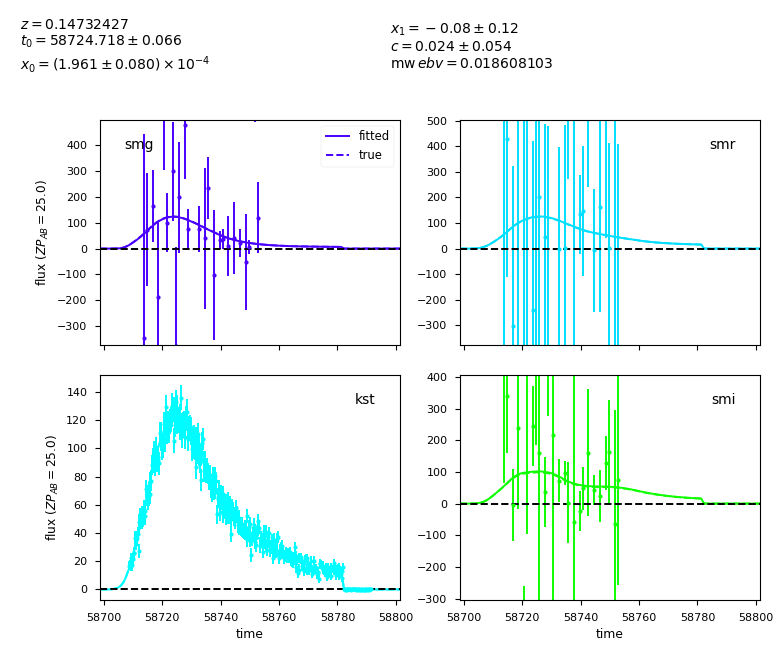 z = 0.14732427
t₀ = 58724.718 ± 0.066
x₀ = (1.961 ± 0.080) × 10⁻⁴
x₁ = −0.08 ± 0.12
c = 0.024 ± 0.054
mw ebv = 0.018608103
smg
fitted
true
400
300
200
100
0
−100
−200
−300
flux (ZP_AB = 25.0)
smr
500
400
300
200
100
0
−100
−200
−300
kst
140
120
100
80
60
40
20
0
flux (ZP_AB = 25.0)
58700 58720 58740 58760 58780 58800
time
smi
400
300
200
100
0
−100
−200
−300
58700 58720 58740 58760 58780 58800
time